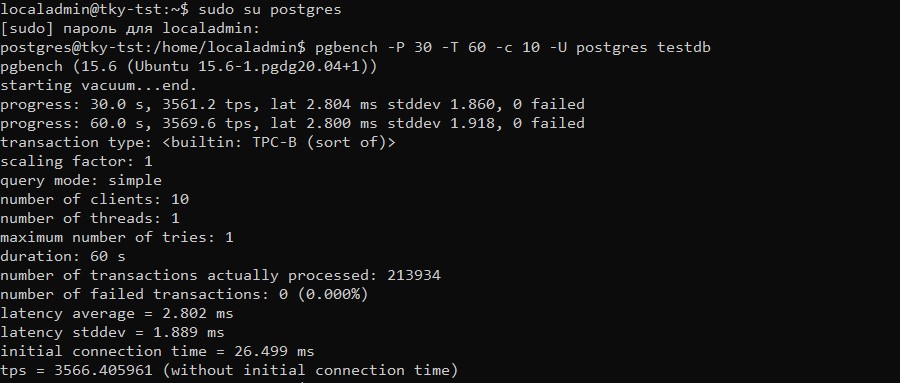 localadmin@tky-tst:~$ sudo su postgres
[sudo] пароль для localadmin:
postgres@tky-tst:/home/localadmin$ pgbench -P 30 -T 60 -c 10 -U postgres testdb
pgbench (15.6 (Ubuntu 15.6-1.pgdg20.04+1))
starting vacuum...end.
progress: 30.0 s, 3561.2 tps, lat 2.804 ms stddev 1.860, 0 failed
progress: 60.0 s, 3569.6 tps, lat 2.800 ms stddev 1.918, 0 failed
transaction type: <builtin: TPC-B (sort of)>
scaling factor: 1
query mode: simple
number of clients: 10
number of threads: 1
maximum number of tries: 1
duration: 60 s
number of transactions actually processed: 213934
number of failed transactions: 0 (0.000%)
latency average = 2.802 ms
latency stddev = 1.889 ms
initial connection time = 26.499 ms
tps = 3566.405961 (without initial connection time)